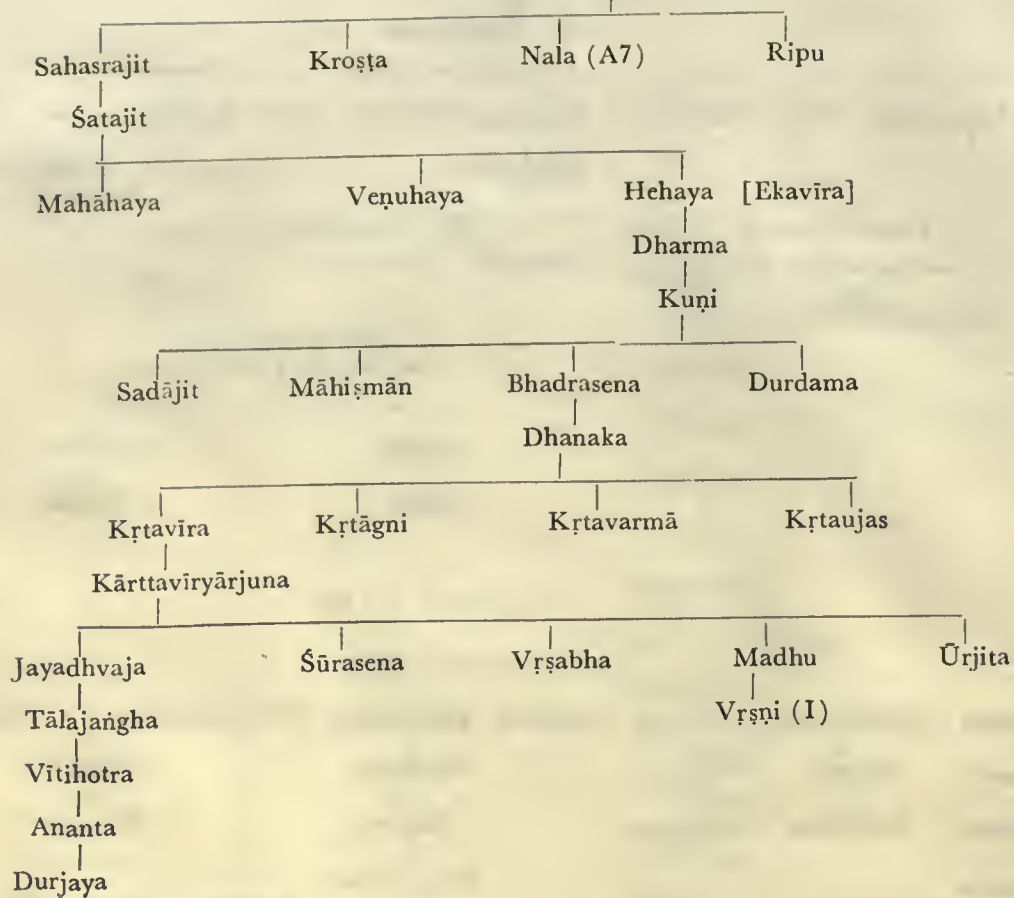 Sahasrajit Kroṣṭa Nala (A7) Ripu
Śatajit
Mahāhaya Veṇuhaya Hehaya [Ekavīra]
Dharma
Kuṇi
Sadājit Māhiṣmān Bhadrasena Durdama
Dhanaka
Kṛtavīra Kṛtāgni Kṛtavarmā Kṛtaujas
Kārttavīryārjuna
Jayadhvaja Śūrasena Vṛṣabha Madhu Ūrjita
Tālajaṅgha Vṛṣṇi (I)
Vītihotra
Ananta
Durjaya